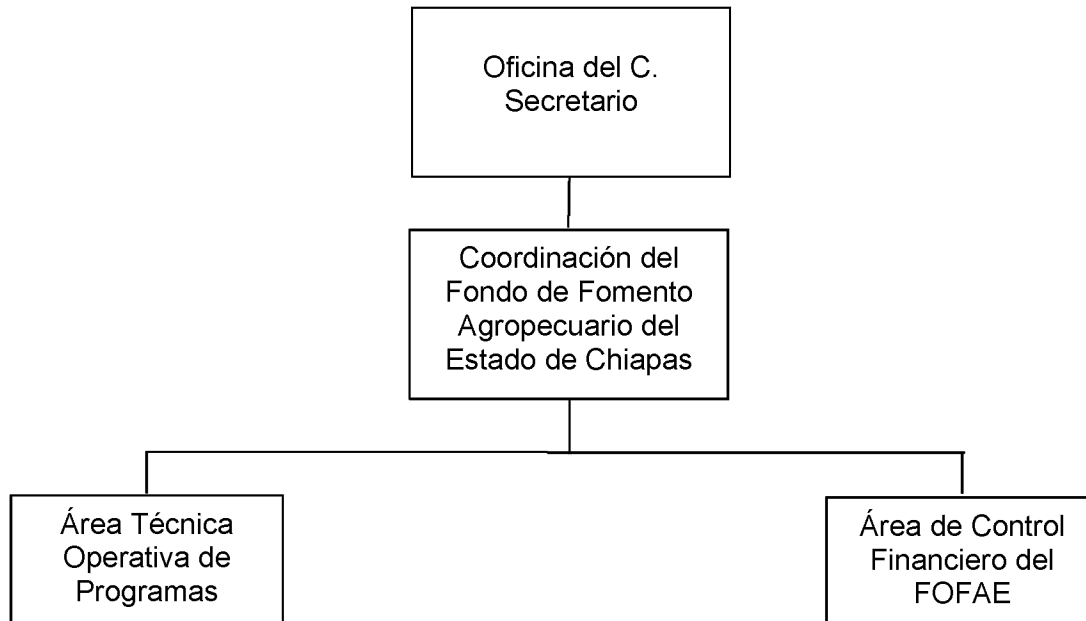 Oficina del C.
Secretario
Coordinación del
Fondo de Fomento
Agropecuario del
Estado de Chiapas
Área Técnica
Operativa de
Programas
Área de Control
Financiero del
FOFAE